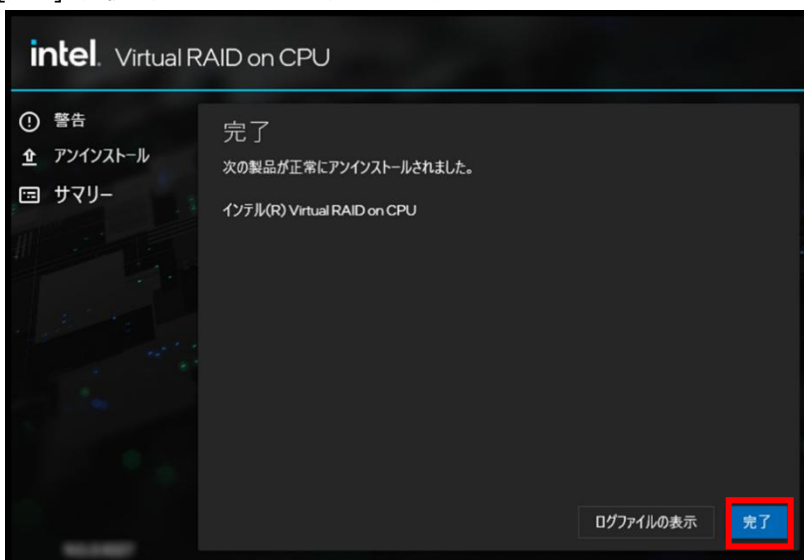 intel. Virtual RAID on CPU
警告
アンインストール
サマリー
完了
次の製品が正常にアンインストールされました。
インテル(R) Virtual RAID on CPU
ログファイルの表示
完了